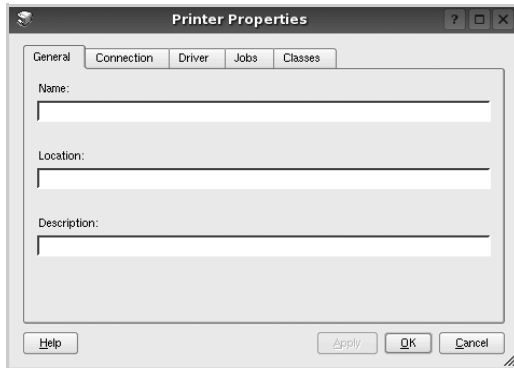 Printer Properties
?
General Connection Driver Jobs Classes
Name:
Location:
Description:
Help Apply OK Cancel